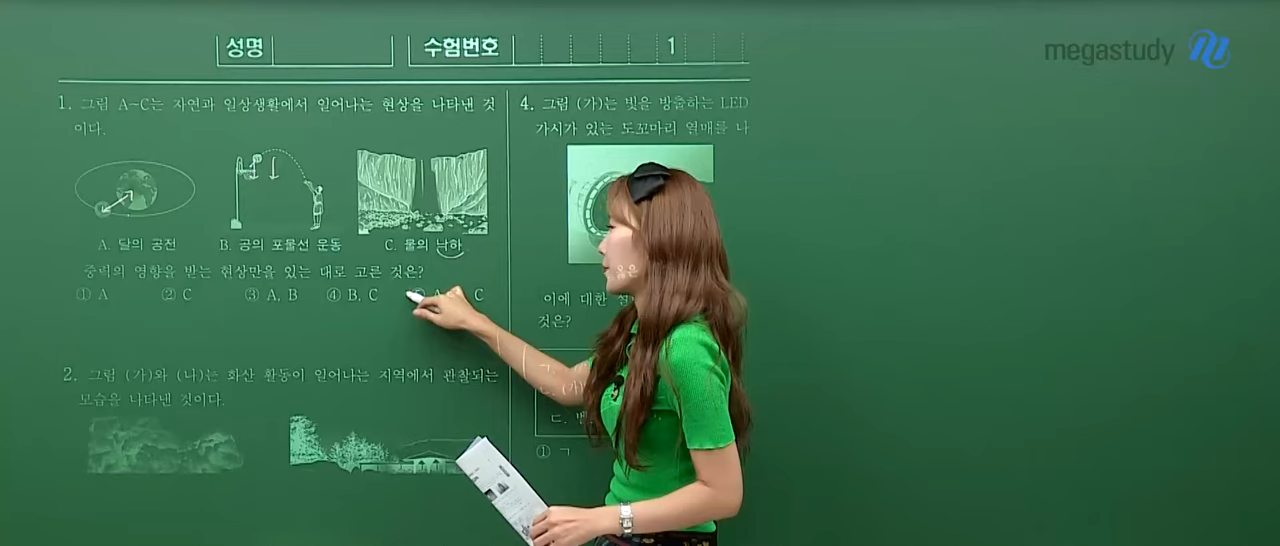 성명
수험번호
1
megastudy
1. 그림 A~C는 자연과 일상생활에서 일어나는 현상을 나타낸 것
이다.
A. 달의 공전
B. 공의 포물선 운동
C. 물의 낙하
중력의 영향을 받는 현상만을 있는 대로 고른 것은?
① A ② C ③ A, B ④ B, C ⑤ A C
2. 그림 (가)와 (나)는 화산 활동이 일어나는 지역에서 관찰되는
모습을 나타낸 것이다.
4. 그림 (가)는 빛을 방출하는 LED
가시가 있는 도꼬마리 열매를 나
이에 대한
것은?
ㄱ.
ㄴ. (가)
ㄷ.
① ㄱ